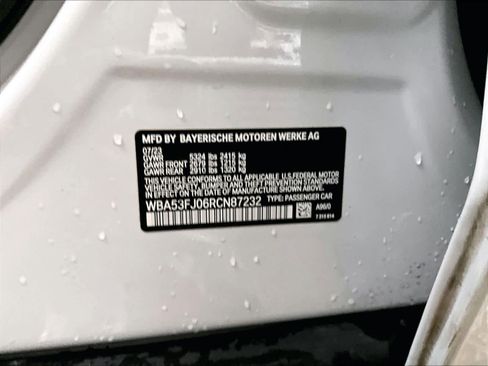 MFD BY BAYERISCHE MOTOREN WERKE AG
07/23
GVWR 5324 lbs 2415 kg
GAWR FRONT 2679 lbs 1215 kg
GAWR REAR 2910 lbs 1320 kg
THIS VEHICLE CONFORMS TO ALL APPLICABLE U.S. FEDERAL MOTOR
VEHICLE SAFETY AND THEFT PREVENTION STANDARDS
IN EFFECT ON THE DATE OF MANUFACTURE SHOWN ABOVE.
WBA53FJ06RCN87232 TYPE: PASSENGER CAR
A96/0